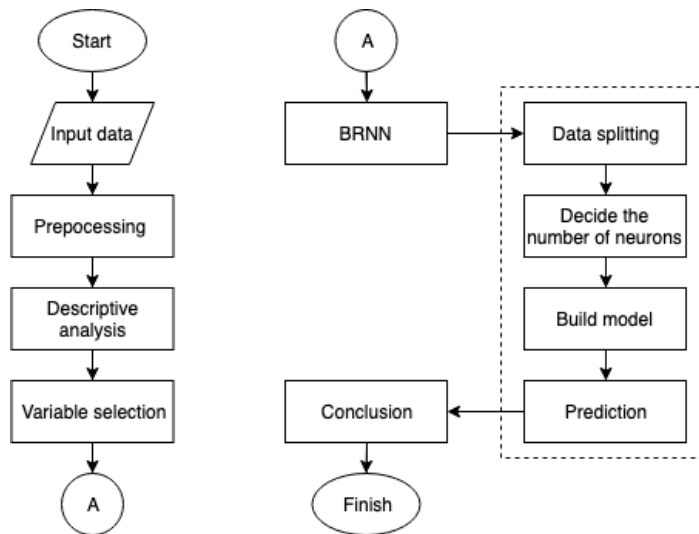 Start
Input data
Prepocessing
Descriptive
analysis
Variable selection
A
A
BRNN
Data splitting
Decide the
number of neurons
Build model
Prediction
Conclusion
Finish